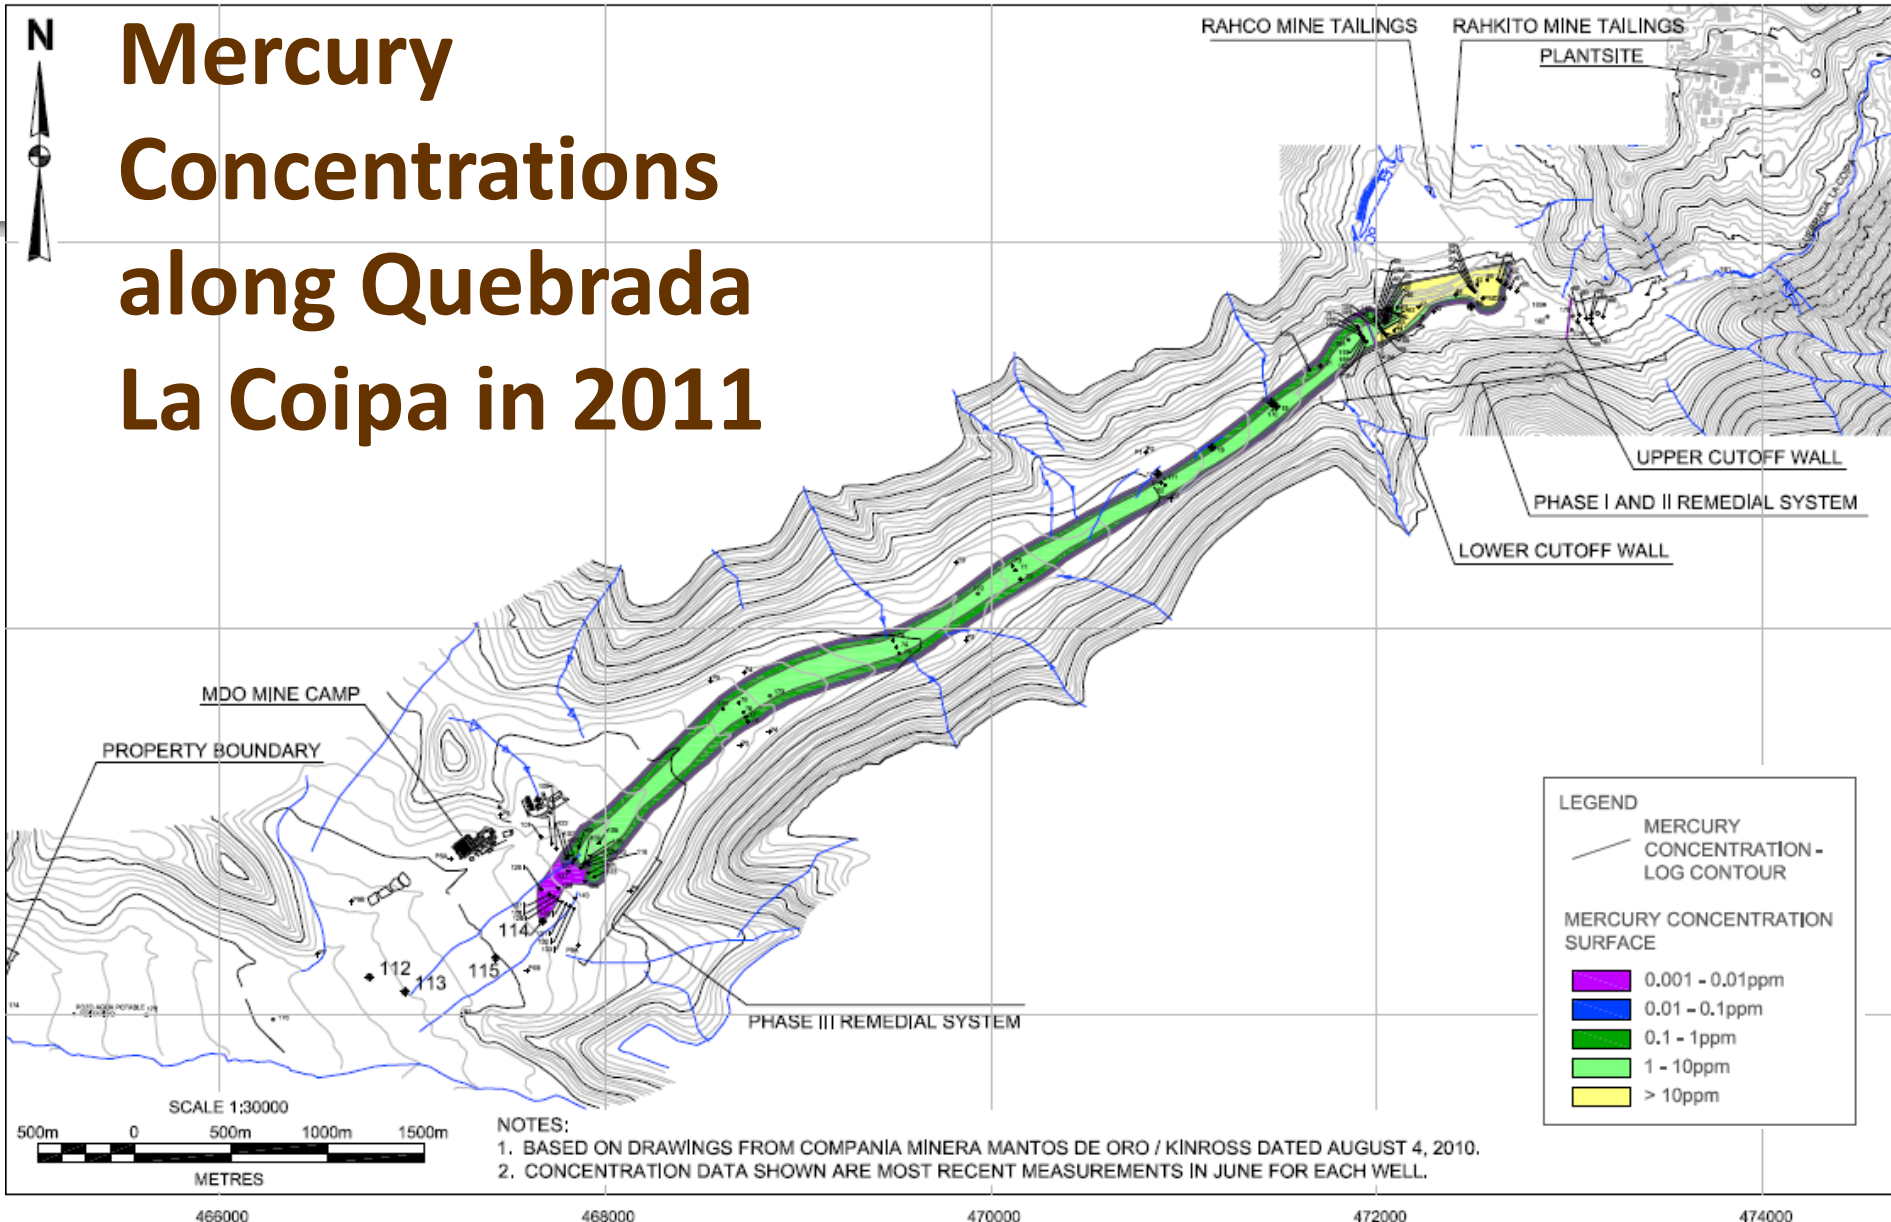 N
Mercury
Concentrations
along Quebrada
La Coipa in 2011
RAHCO MINE TAILINGS
RAHKITO MINE TAILINGS
PLANTSITE
QUEBRADA LA COIPA
UPPER CUTOFF WALL
PHASE I AND II REMEDIAL SYSTEM
LOWER CUTOFF WALL
MDO MINE CAMP
PROPERTY BOUNDARY
114
112
113
115
PHASE III REMEDIAL SYSTEM
LEGEND
MERCURY
CONCENTRATION -
LOG CONTOUR
MERCURY CONCENTRATION
SURFACE
0.001 - 0.01ppm
0.01 - 0.1ppm
0.1 - 1ppm
1 - 10ppm
> 10ppm
SCALE 1:30000
500m 0 500m 1000m 1500m
METRES
NOTES:
1. BASED ON DRAWINGS FROM COMPANIA MINERA MANTOS DE ORO / KINROSS DATED AUGUST 4, 2010.
2. CONCENTRATION DATA SHOWN ARE MOST RECENT MEASUREMENTS IN JUNE FOR EACH WELL.
466000 468000 470000 472000 474000